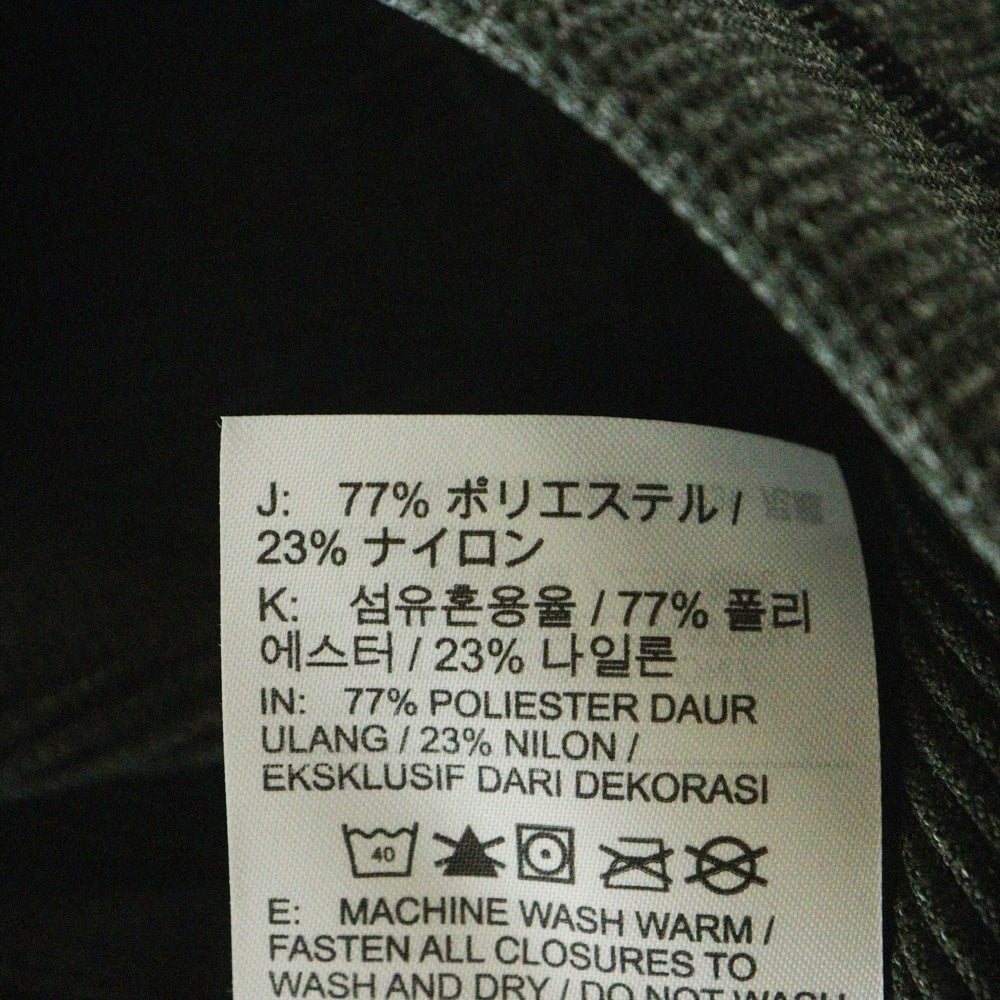 J: 77% ポリエステル /
23% ナイロン
K: 섬유혼용율 / 77% 폴리
에스터 / 23% 나일론
IN: 77% POLIESTER DAUR
ULANG / 23% NILON /
EKSKLUSIF DARI DEKORASI
40
E: MACHINE WASH WARM /
FASTEN ALL CLOSURES TO
WASH AND DRY / DO NOT WASH